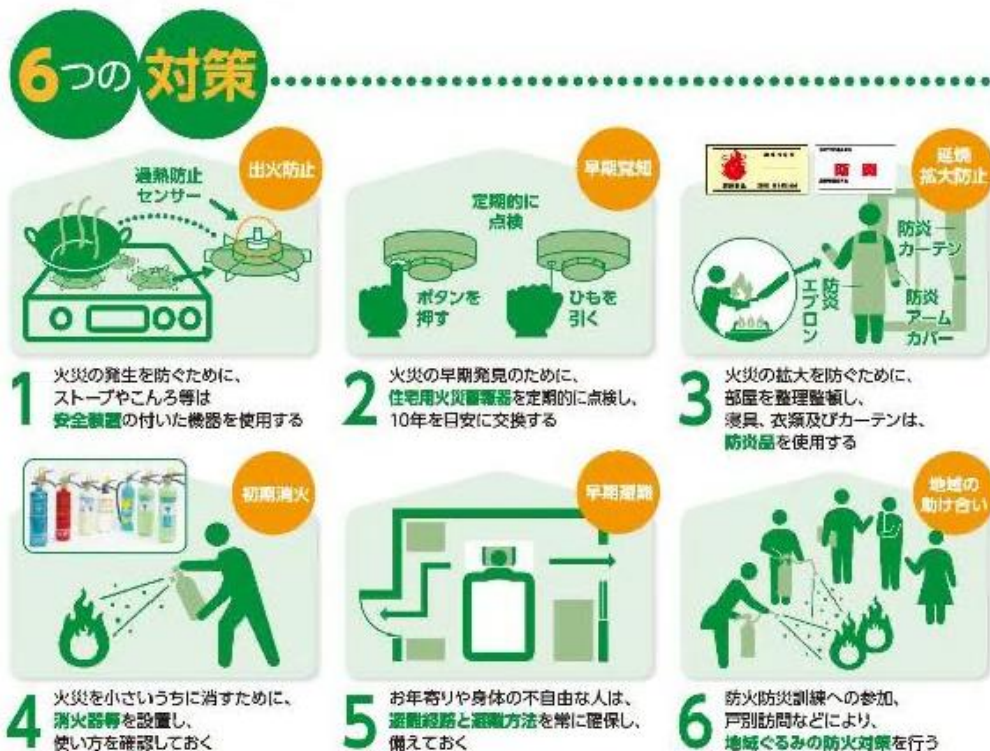 6つの対策
出火防止
過熱防止
センサー
1
火災の発生を防ぐために、
ストーブやこんろ等は
安全装置の付いた機器を使用する
早期覚知
定期的に
点検
ボタンを
押す
ひもを
引く
2
火災の早期発見のために、
住宅用火災警報器を定期的に点検し、
10年を目安に交換する
延焼
拡大防止
防炎
防炎
カーテン
防炎
エプロン
防炎
アーム
カバー
3
火災の拡大を防ぐために、
部屋を整理整頓し、
寝具、衣類及びカーテンは、
防炎品を使用する
初期消火
4
火災を小さいうちに消すために、
消火器等を設置し、
使い方を確認しておく
早期避難
5
お年寄りや身体の不自由な人は、
避難経路と避難方法を常に確保し、
備えておく
地域の
助け合い
6
防火防災訓練への参加、
戸別訪問などにより、
地域ぐるみの防火対策を行う